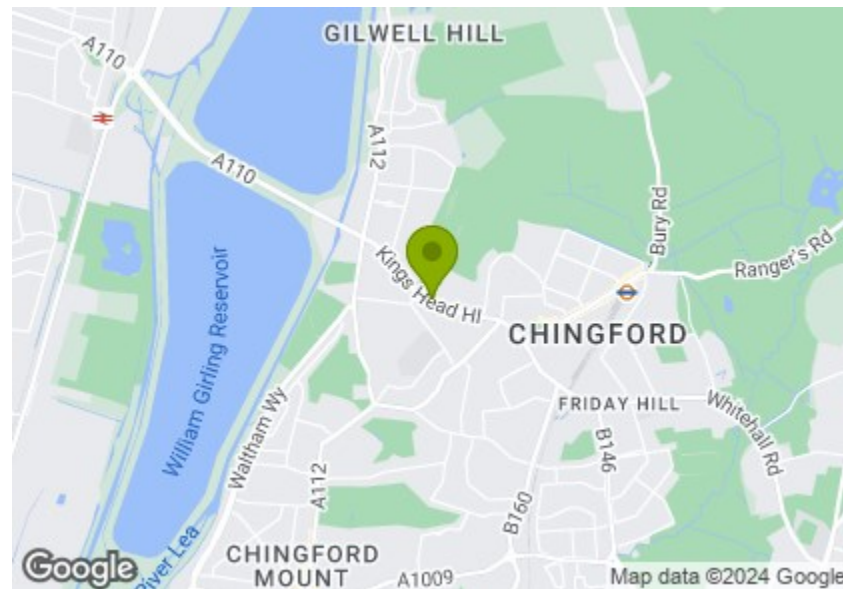 GILWELL HILL
A110
A112
A110
Bury Rd
Ranger's Rd
Kings Head Hl
CHINGFORD
William Girling Reservoir
Waltham Wy
FRIDAY HILL
Whitehall Rd
B146
A112
B160
River Lea
CHINGFORD
MOUNT
A1009
Google
Map data ©2024 Google